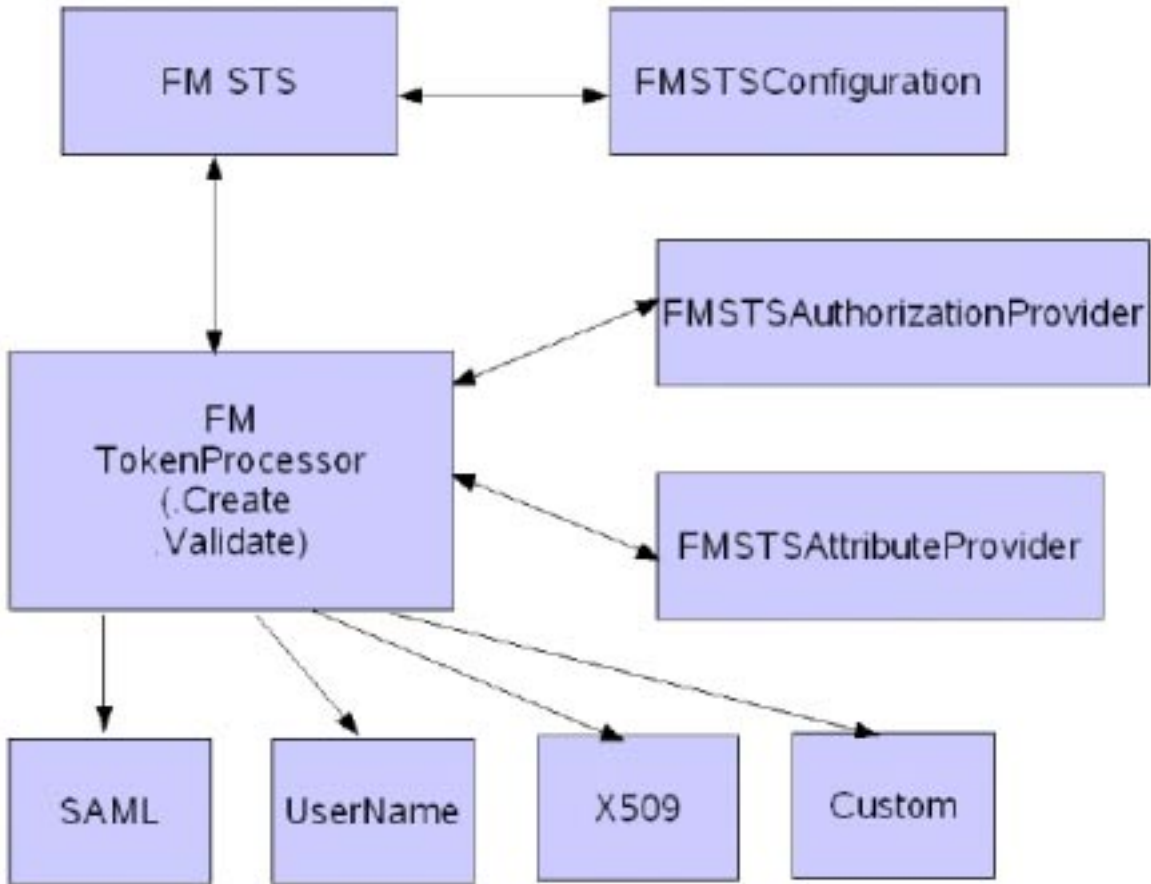 FM STS
FMSTSConfiguration
FMSTSAuthorizationProvider
FM
TokenProcessor
(.Create
.Validate)
FMSTSAttributeProvider
SAML
UserName
X509
Custom